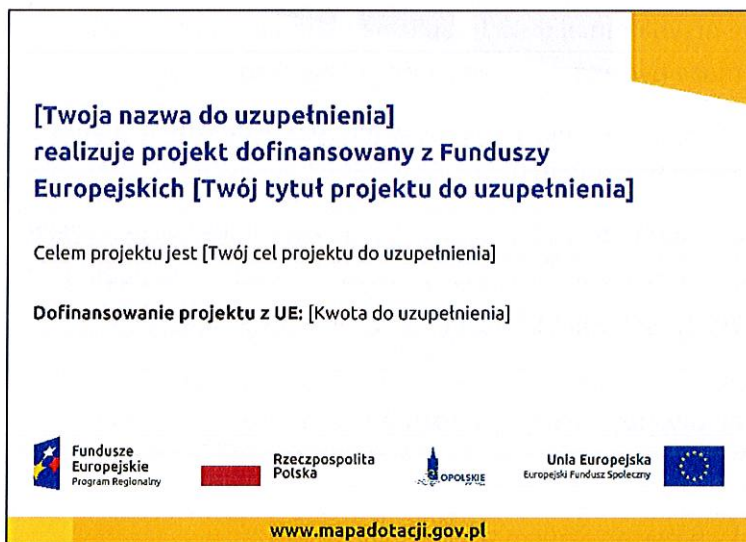 [Twoja nazwa do uzupełnienia]
realizuje projekt dofinansowany z Funduszy
Europejskich [Twój tytuł projektu do uzupełnienia]
Celem projektu jest [Twój cel projektu do uzupełnienia]
Dofinansowanie projektu z UE: [Kwota do uzupełnienia]
Fundusze
Europejskie
Program Regionalny
Rzeczpospolita
Polska
OPOLSKIE
Unia Europejska
Europejski Fundusz Społeczny
www.mapadotacji.gov.pl